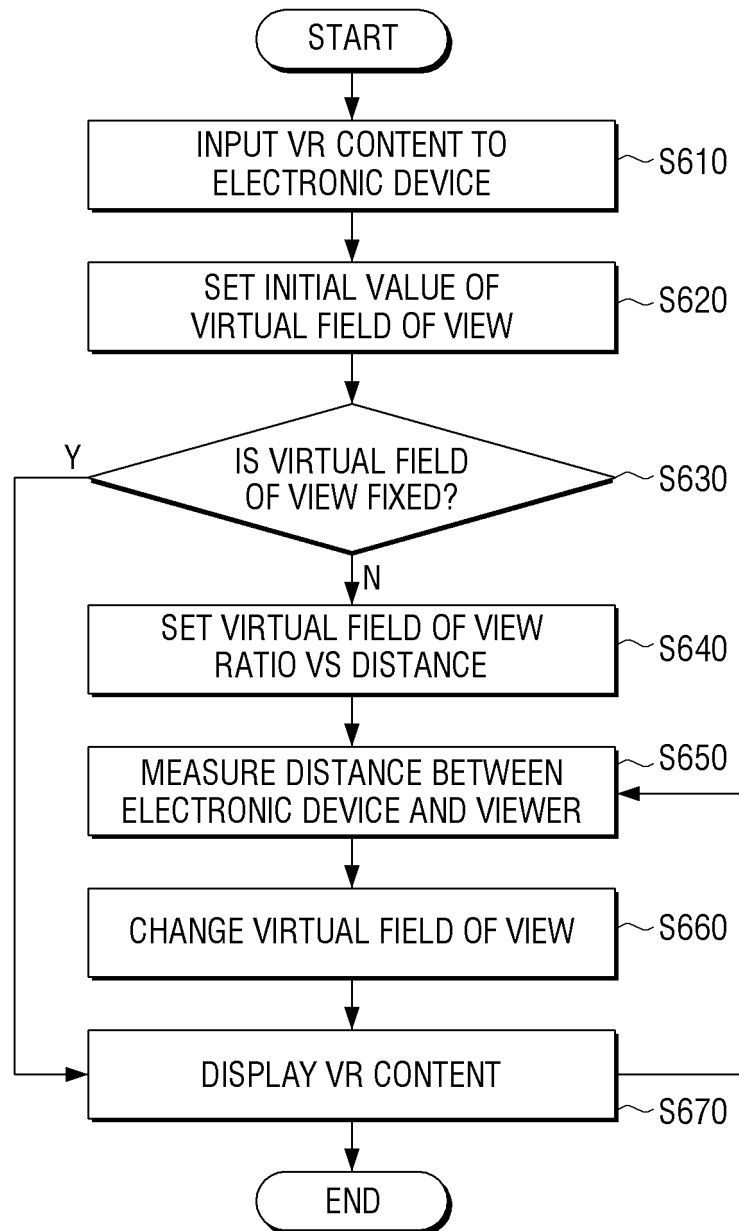 START
INPUT VR CONTENT TO
ELECTRONIC DEVICE
S610
SET INITIAL VALUE OF
VIRTUAL FIELD OF VIEW
S620
Y
IS VIRTUAL FIELD
OF VIEW FIXED?
S630
N
SET VIRTUAL FIELD OF VIEW
RATIO VS DISTANCE
S640
MEASURE DISTANCE BETWEEN
ELECTRONIC DEVICE AND VIEWER
S650
CHANGE VIRTUAL FIELD OF VIEW
S660
DISPLAY VR CONTENT
S670
END